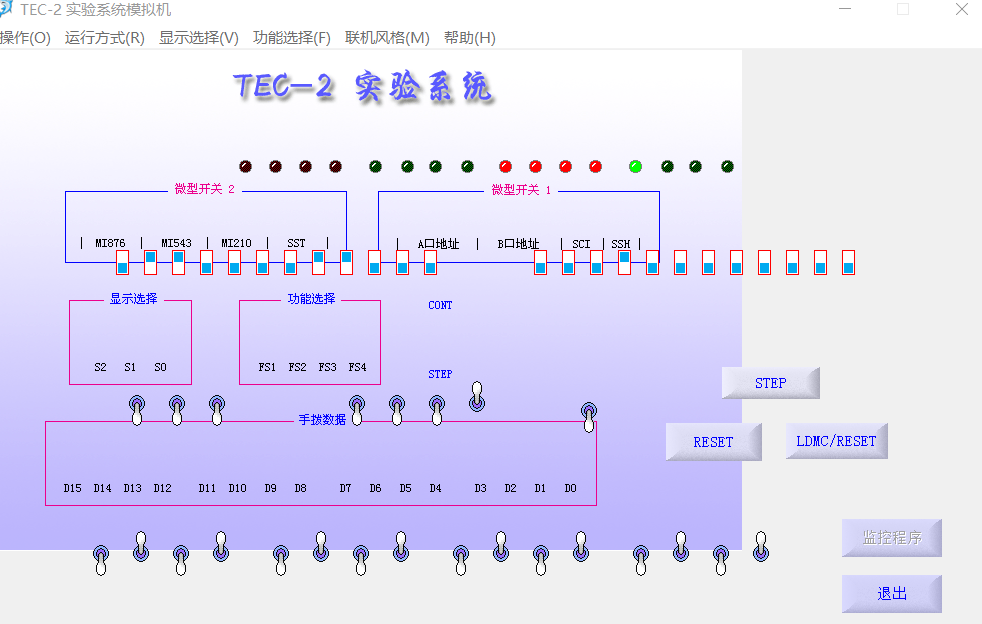 TEC-2 实验系统模拟机
操作(O) 运行方式(R) 显示选择(V) 功能选择(F) 联机风格(M) 帮助(H)
TEC-2 实验系统
微型开关 2 微型开关 1
| MI876 | MI543 | MI210 | SST | | A口地址 | B口地址 | SCI | SSH |
显示选择 功能选择 CONT
S2 S1 S0 FS1 FS2 FS3 FS4
STEP STEP
手拨数据
RESET LDMC/RESET
D15 D14 D13 D12 D11 D10 D9 D8 D7 D6 D5 D4 D3 D2 D1 D0
监控程序
退出